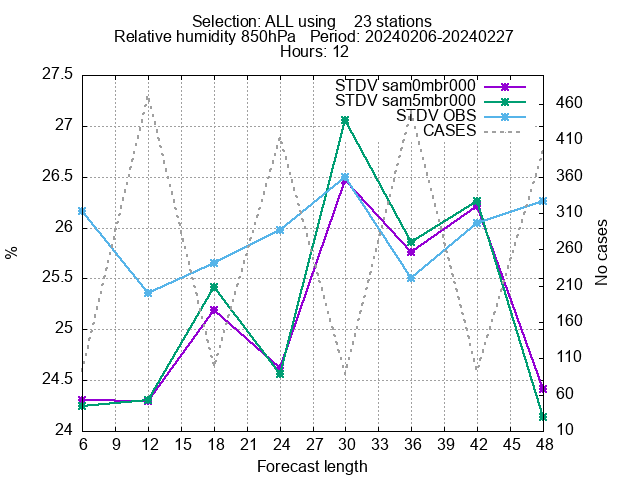 Selection: ALL using 23 stations
Relative humidity 850hPa Period: 20240206-20240227
Hours: 12
STDV sam0mbr000
STDV sam5mbr000
STDV OBS
CASES
27.5
27
26.5
26
25.5
25
24.5
24
%
460
410
360
310
260
210
160
110
60
10
No cases
6 9 12 15 18 21 24 27 30 33 36 39 42 45 48
Forecast length